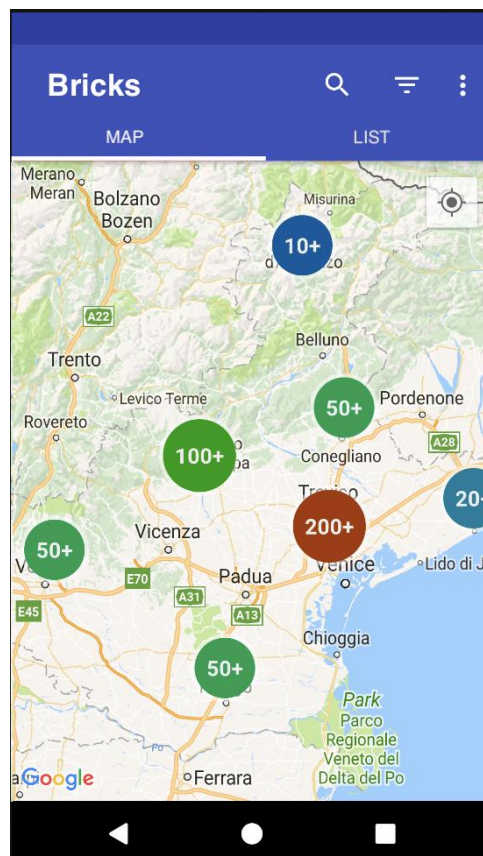 Bricks
MAP
LIST
Merano
Meran
Bolzano
Bozen
Misurina
10+
A22
Belluno
Trento
Levico Terme
50+
Pordenone
Rovereto
A28
100+
Conegliano
20+
200+
50+
Vicenza
Venice
Lido di J
E70
Padua
A31
E45
A13
Chioggia
50+
Park
Parco
Regionale
Veneto del
Delta del Po
Po
Google
Ferrara